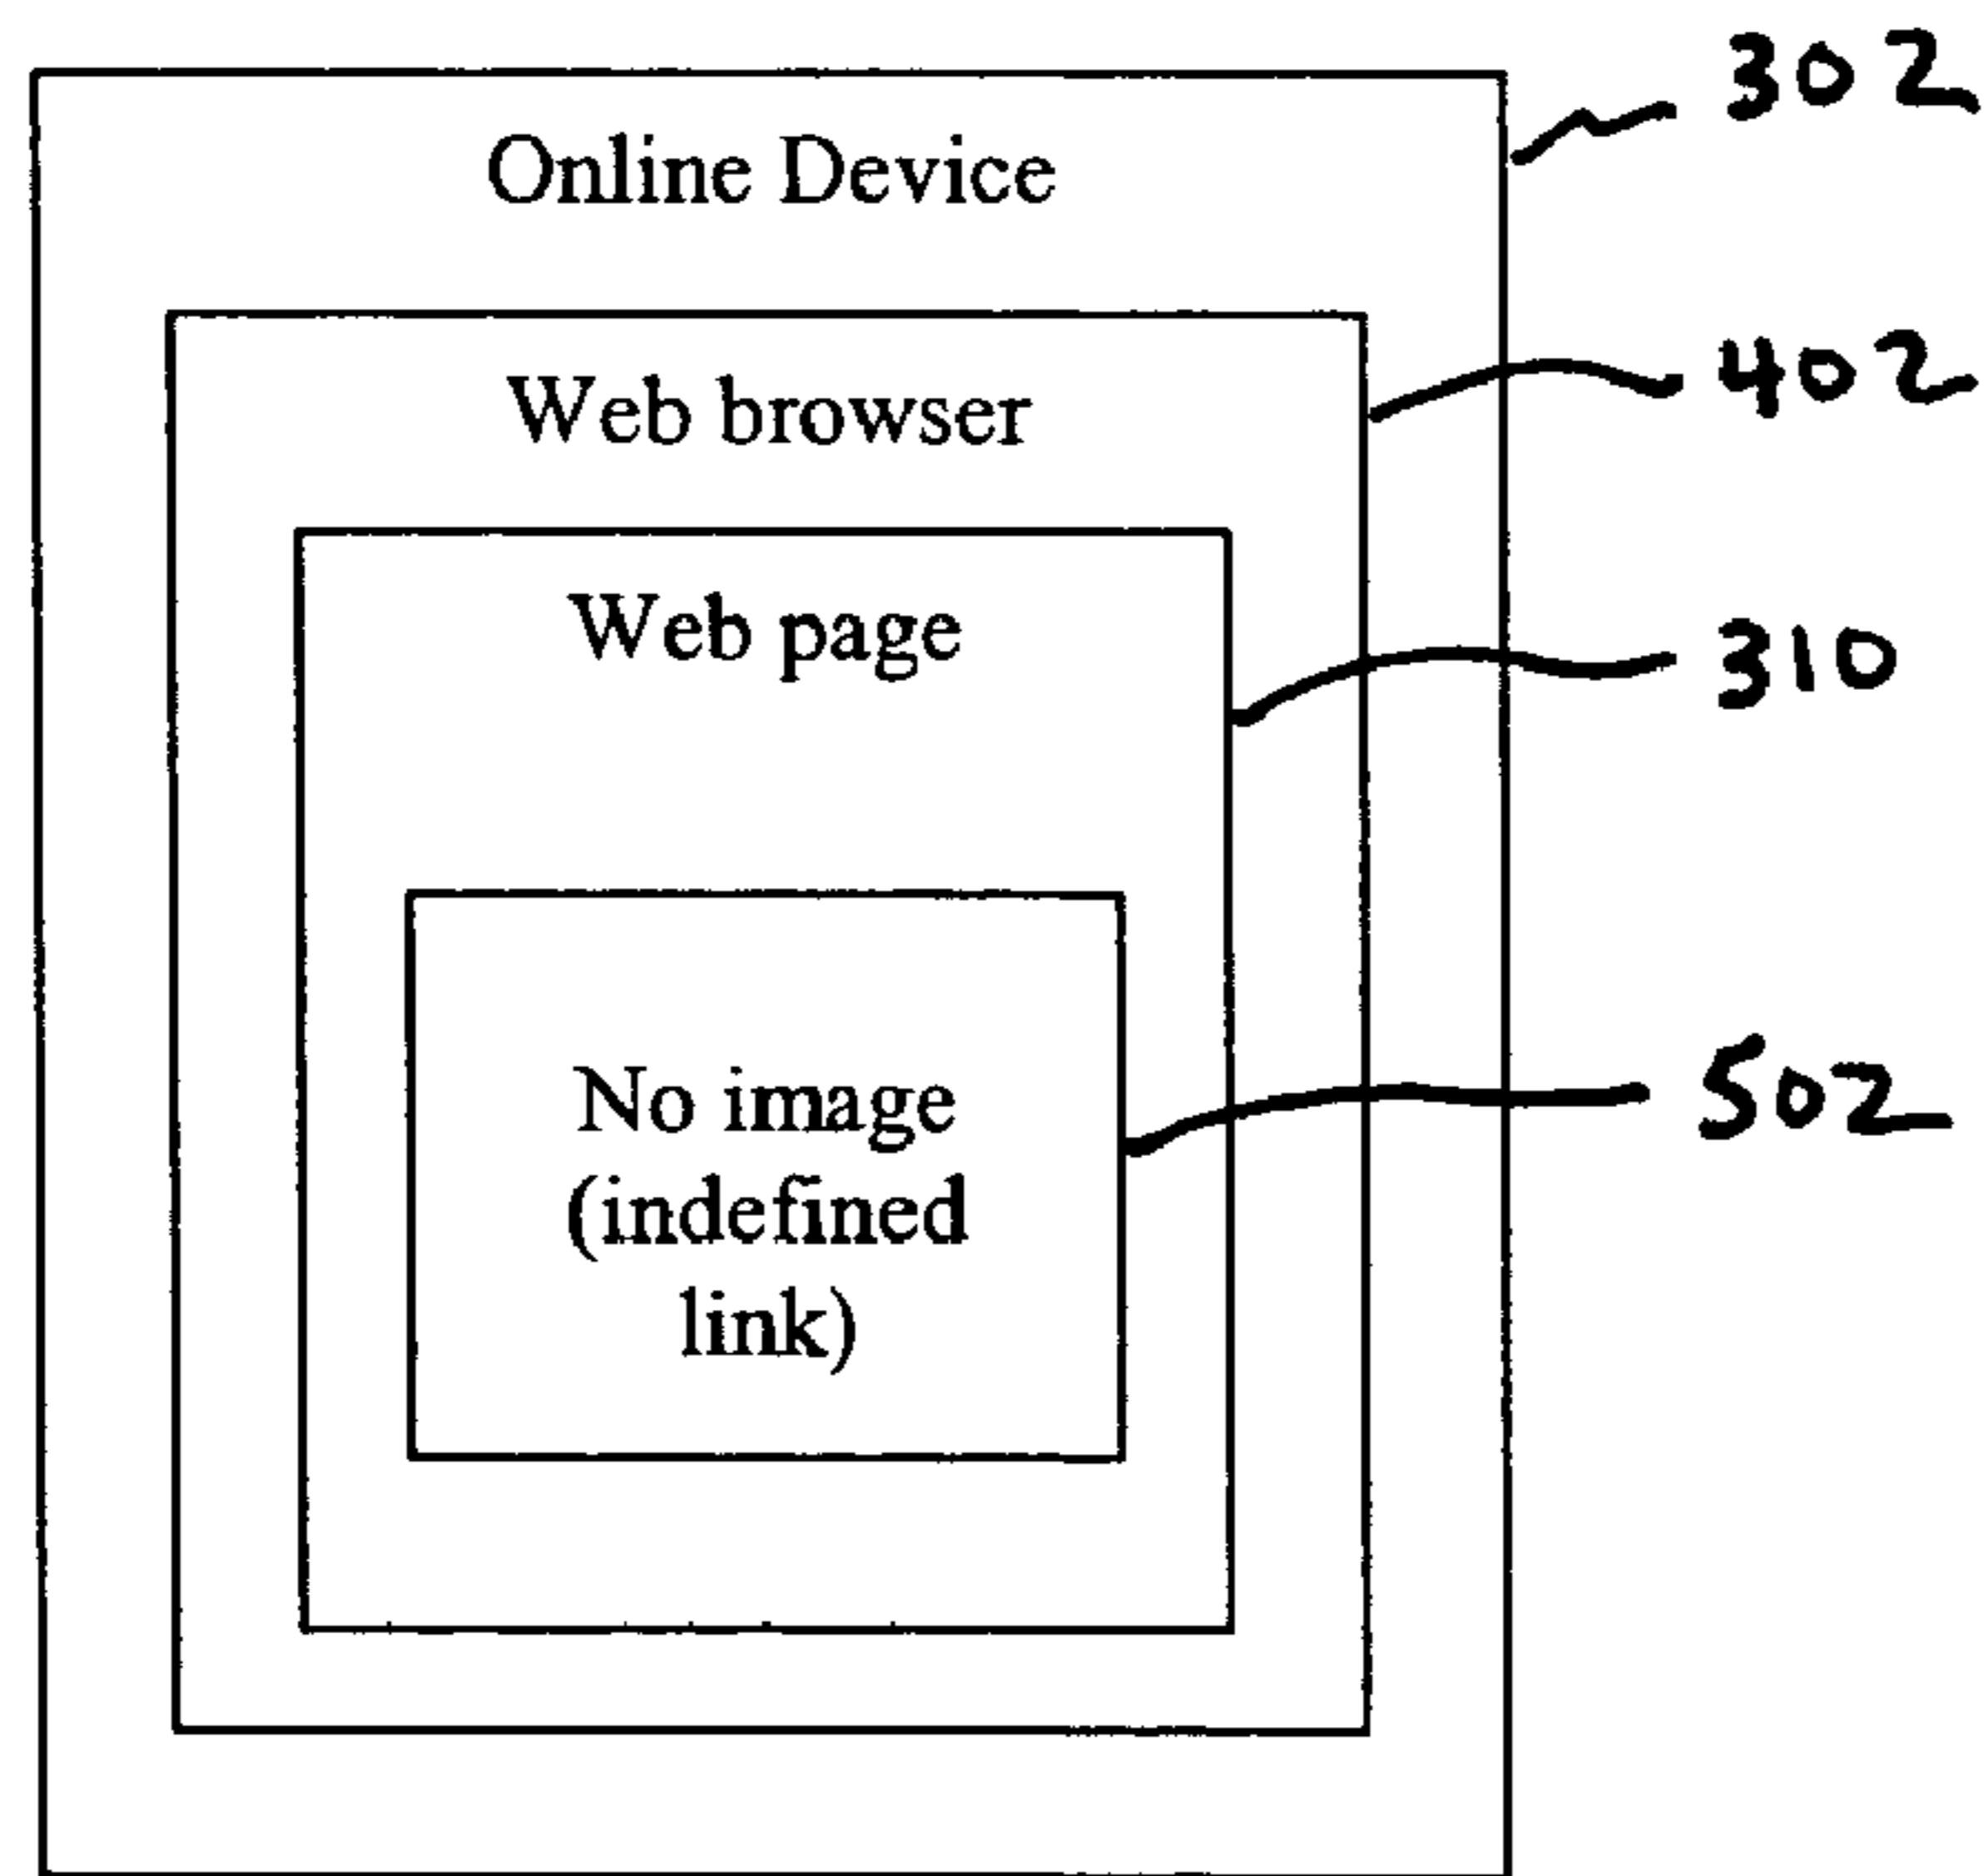 302
Online Device
402
Web browser
Web page
310
No image
502
(indefined
link)